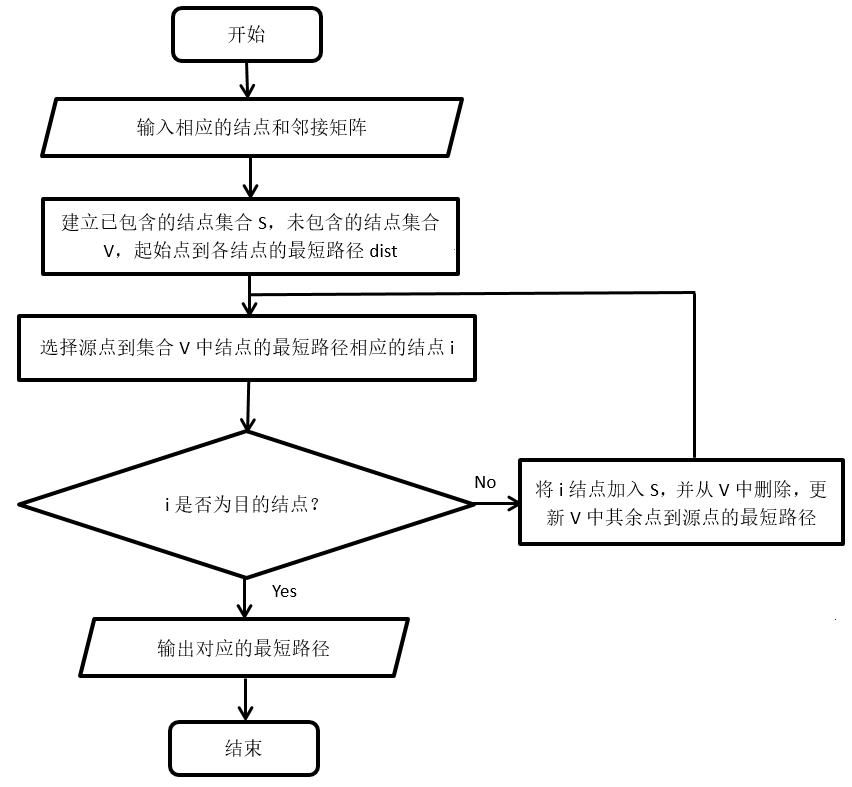 开始
输入相应的结点和邻接矩阵
建立已包含的结点集合 S，未包含的结点集合
V，起始点到各结点的最短路径 dist
选择源点到集合 V 中结点的最短路径相应的结点 i
i 是否为目的结点？
No
将 i 结点加入 S，并从 V 中删除，更
新 V 中其余点到源点的最短路径
Yes
输出对应的最短路径
结束